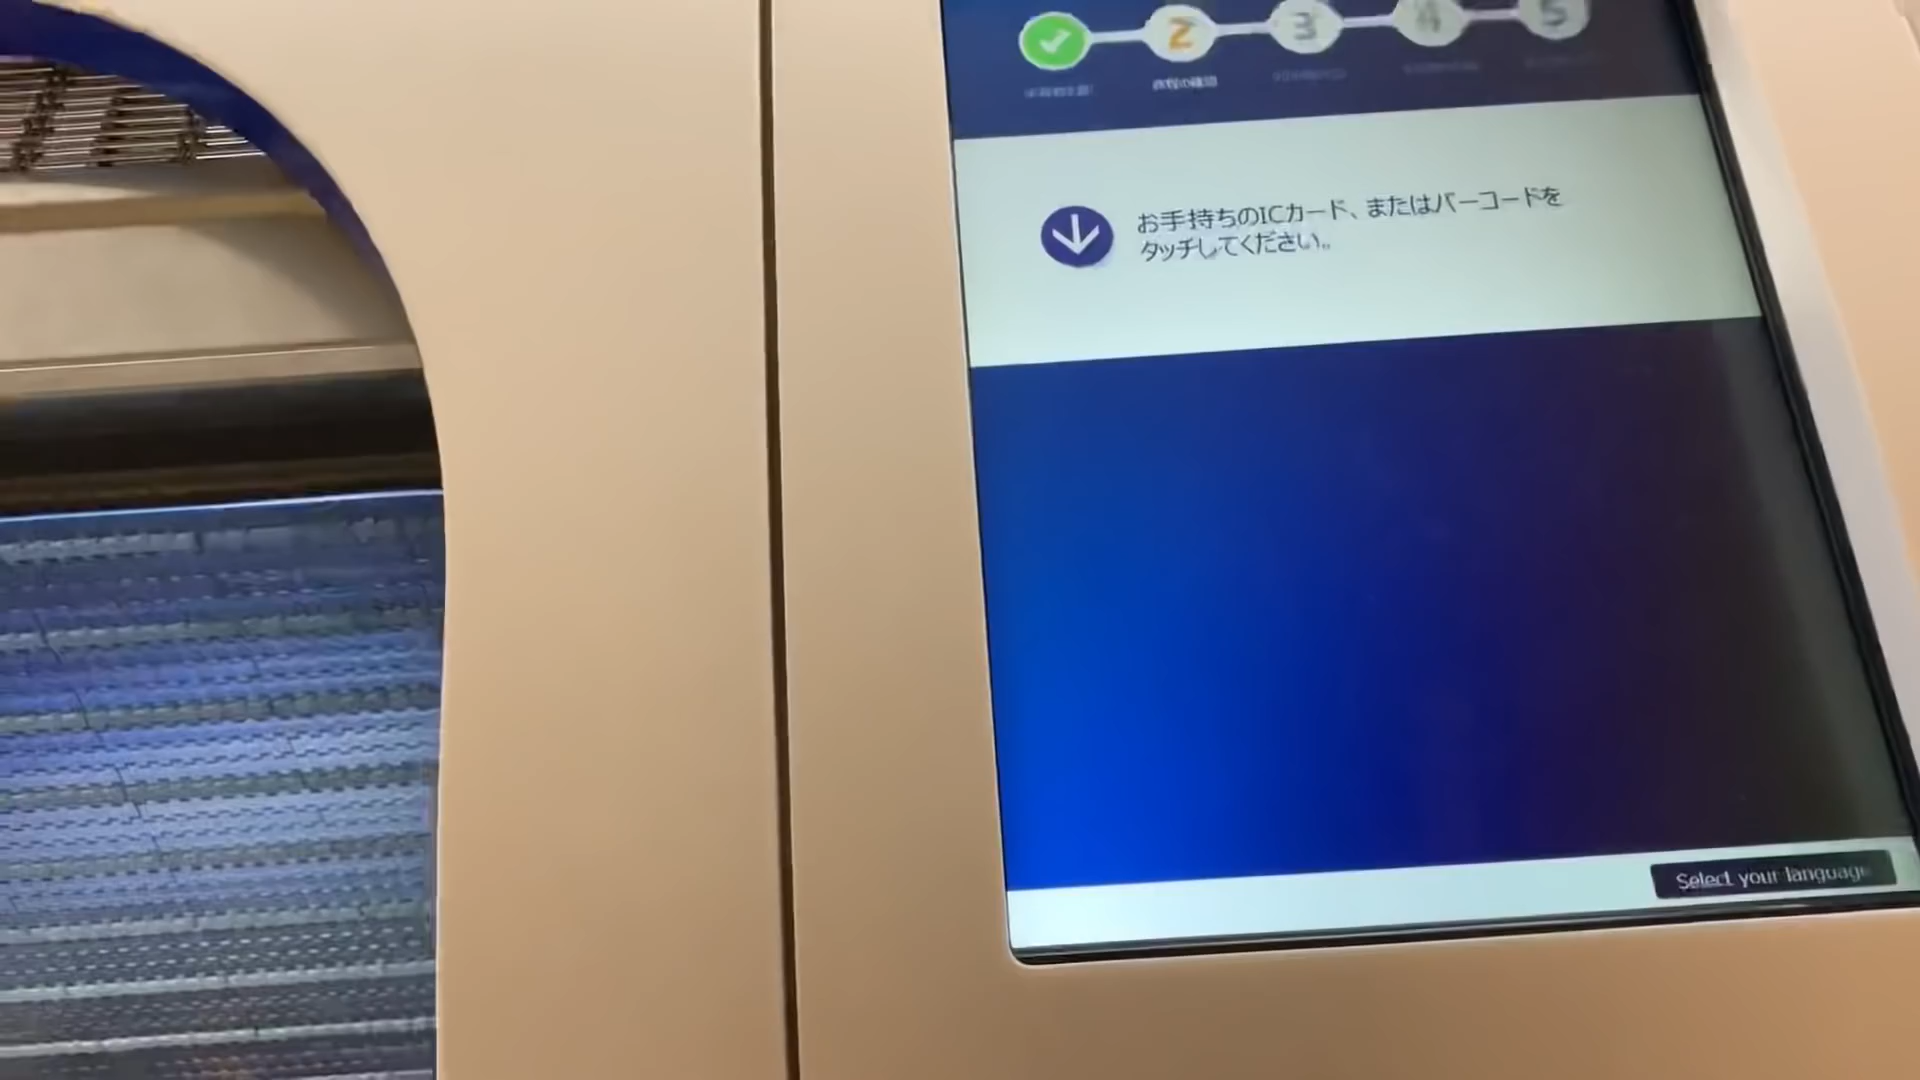 2 3 4 5
お手持ちのICカード、またはバーコードを
タッチしてください。
Select your language